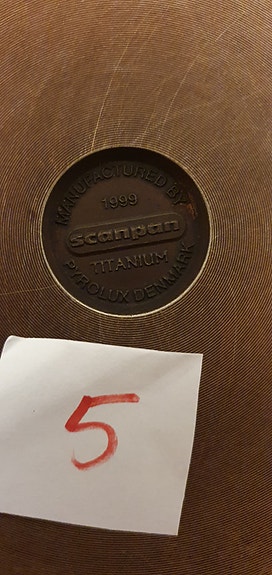 MANUFACTURED BY
1999
scanpan
TITANIUM
PYROLUX DENMARK
5